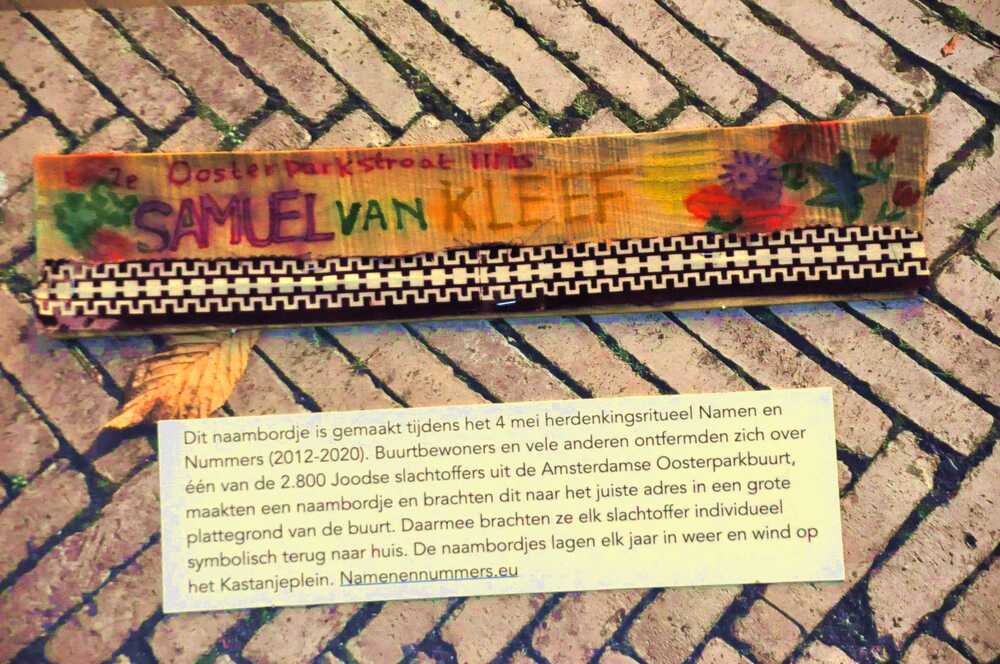 2e Oosterparkstraat
SAMUEL VAN KLEEF
Dit naambordje is gemaakt tijdens het 4 mei herdenkingsritueel Namen en
Nummers (2012-2020). Buurtbewoners en vele anderen ontfermden zich over
één van de 2.800 Joodse slachtoffers uit de Amsterdamse Oosterparkbuurt,
maakten een naambordje en brachten dit naar het juiste adres in een grote
plattegrond van de buurt. Daarmee brachten ze elk slachtoffer individueel
symbolisch terug naar huis. De naambordjes lagen elk jaar in weer en wind op
het Kastanjeplein. Namenennummers.eu